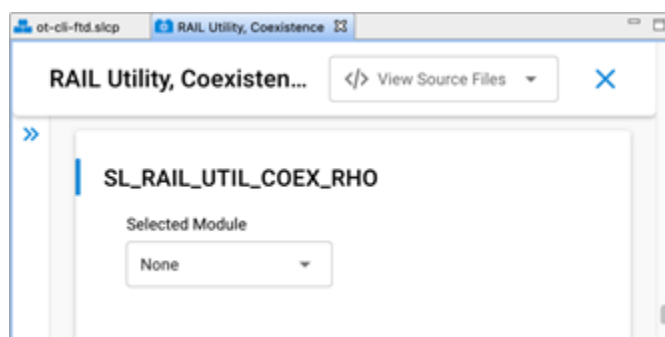 ot-cli-ftd.slcp RAIL Utility, Coexistence
RAIL Utility, Coexisten... </> View Source Files
SL_RAIL_UTIL_COEX_RHO
Selected Module
None